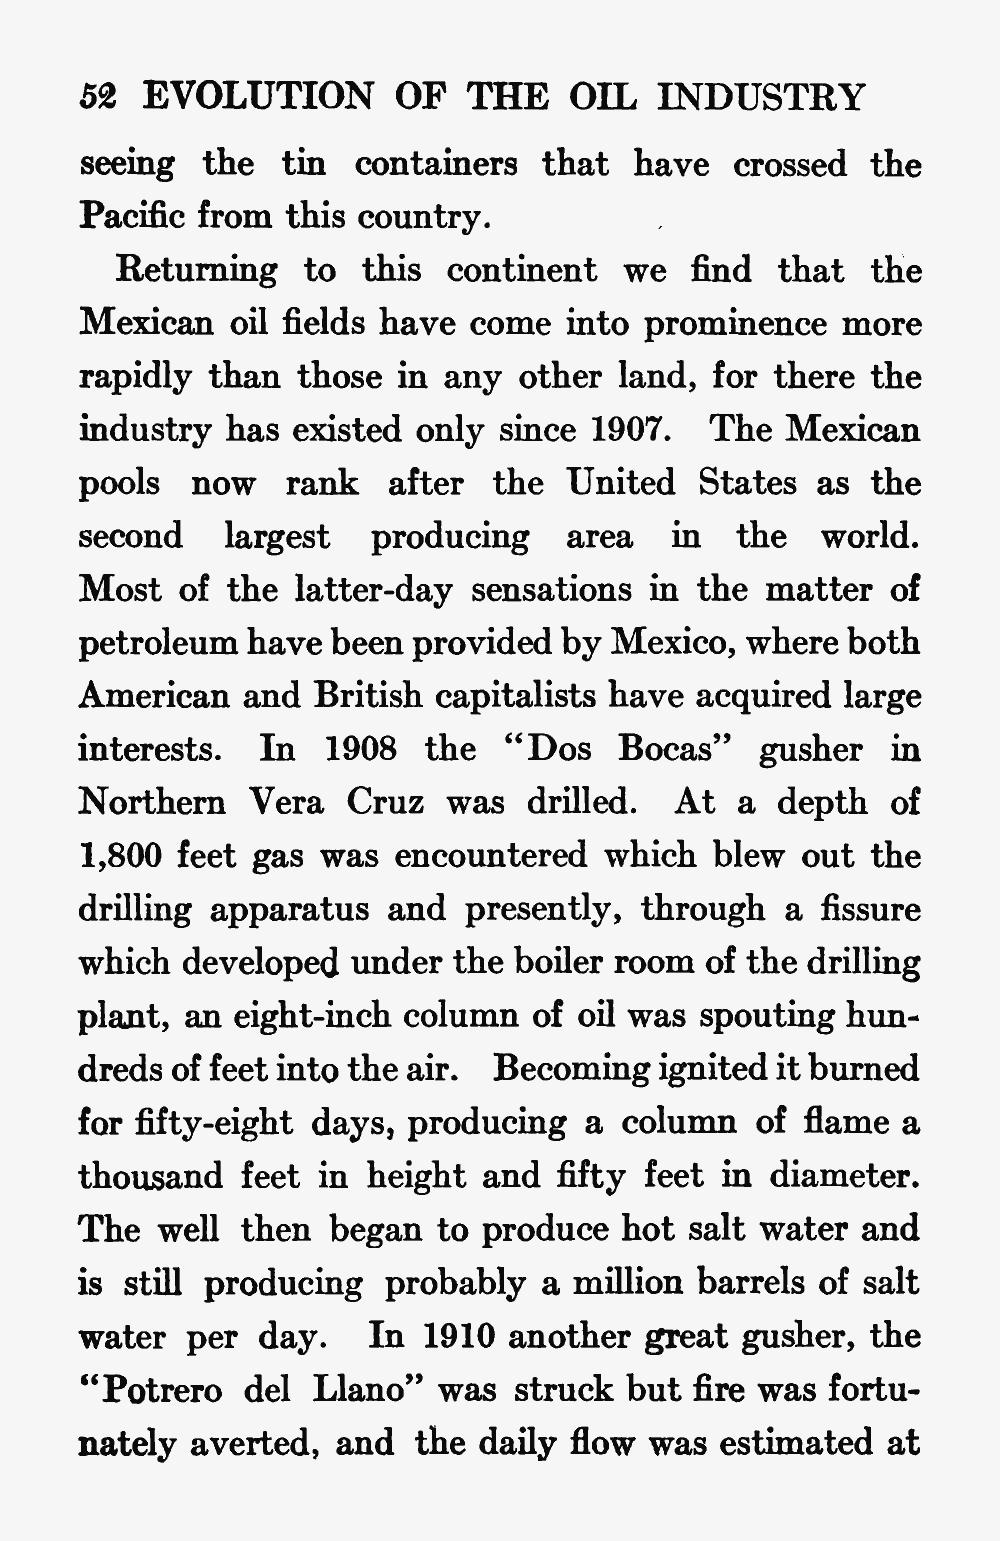 52 EVOLUTION OF THE OIL INDUSTRY
seeing the tin containers that have crossed the
Pacific from this country.
Returning to this continent we find that the
Mexican oil fields have come into prominence more
rapidly than those in any other land, for there the
industry has existed only since 1907. The Mexican
pools now rank after the United States as the
second largest producing area in the world.
Most of the latter-day sensations in the matter of
petroleum have been provided by Mexico, where both
American and British capitalists have acquired large
interests. In 1908 the “Dos Bocas” gusher in
Northern Vera Cruz was drilled. At a depth of
1,800 feet gas was encountered which blew out the
drilling apparatus and presently, through a fissure
which developed under the boiler room of the drilling
plant, an eight-inch column of oil was spouting hun-
dreds of feet into the air. Becoming ignited it burned
for fifty-eight days, producing a column of flame a
thousand feet in height and fifty feet in diameter.
The well then began to produce hot salt water and
is still producing probably a million barrels of salt
water per day. In 1910 another great gusher, the
“Potrero del Llano” was struck but fire was fortu-
nately averted, and the daily flow was estimated at